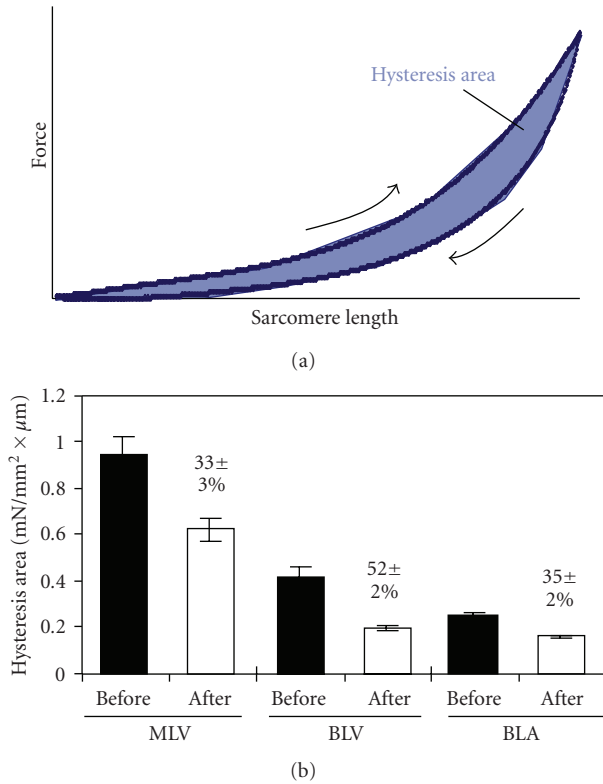 Force
Hysteresis area
Sarcomere length
(a)
Hysteresis area (mN/mm² × μm)
1.2
1
0.8
0.6
0.4
0.2
0
33±
3%
52±
2%
35±
2%
Before After Before After Before After
MLV BLV BLA
(b)